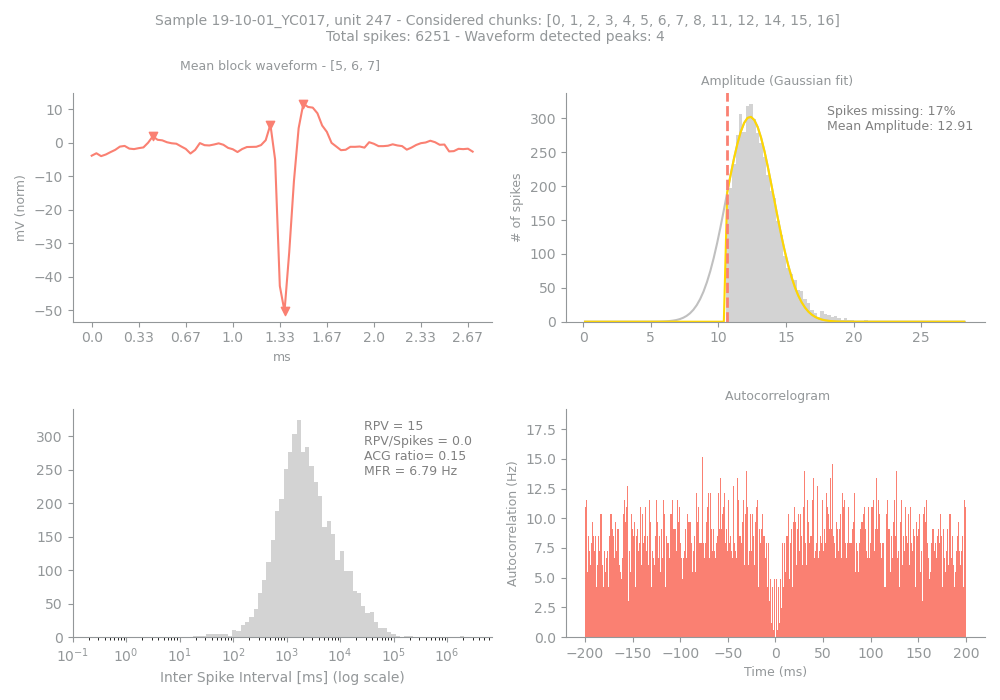 Sample 19-10-01_YC017, unit 247 - Considered chunks: [0, 1, 2, 3, 4, 5, 6, 7, 8, 11, 12, 14, 15, 16]
Total spikes: 6251 - Waveform detected peaks: 4
Mean block waveform - [5, 6, 7]
mV (norm)
10
0
−10
−20
−30
−40
−50
0.0 0.33 0.67 1.0 1.33 1.67 2.0 2.33 2.67
ms
Amplitude (Gaussian fit)
Spikes missing: 17%
Mean Amplitude: 12.91
# of spikes
300
250
200
150
100
50
0
0 5 10 15 20 25
RPV = 15
RPV/Spikes = 0.0
ACG ratio= 0.15
MFR = 6.79 Hz
300
250
200
150
100
50
0
10⁻¹ 10⁰ 10¹ 10² 10³ 10⁴ 10⁵ 10⁶
Inter Spike Interval [ms] (log scale)
Autocorrelogram
Autocorrelation (Hz)
17.5
15.0
12.5
10.0
7.5
5.0
2.5
0.0
−200 −150 −100 −50 0 50 100 150 200
Time (ms)